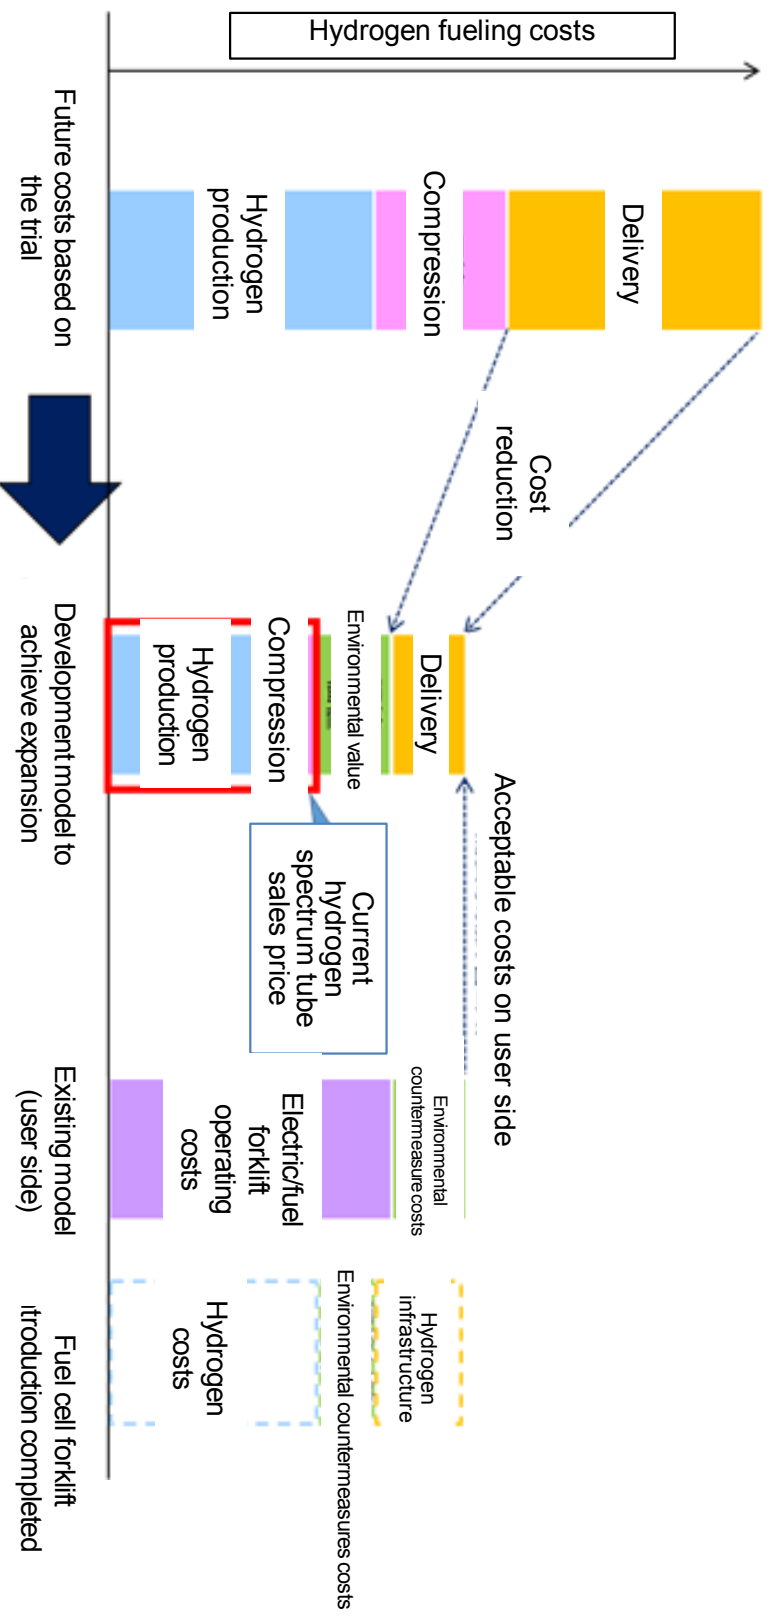 Hydrogen fueling costs
Delivery
Compression
Hydrogen
production
Future costs based on
the trial
Cost
reduction
Delivery
Environmental value
Compression
Hydrogen
production
Development model to
achieve expansion
Acceptable costs on user side
Current
hydrogen
spectrum tube
sales price
Environmental
countermeasure costs
Electric/fuel
forklift
operating
costs
Existing model
(user side)
Hydrogen
infrastructure
Environmental countermeasures costs
Hydrogen
costs
Fuel cell forklift
itroduction completed